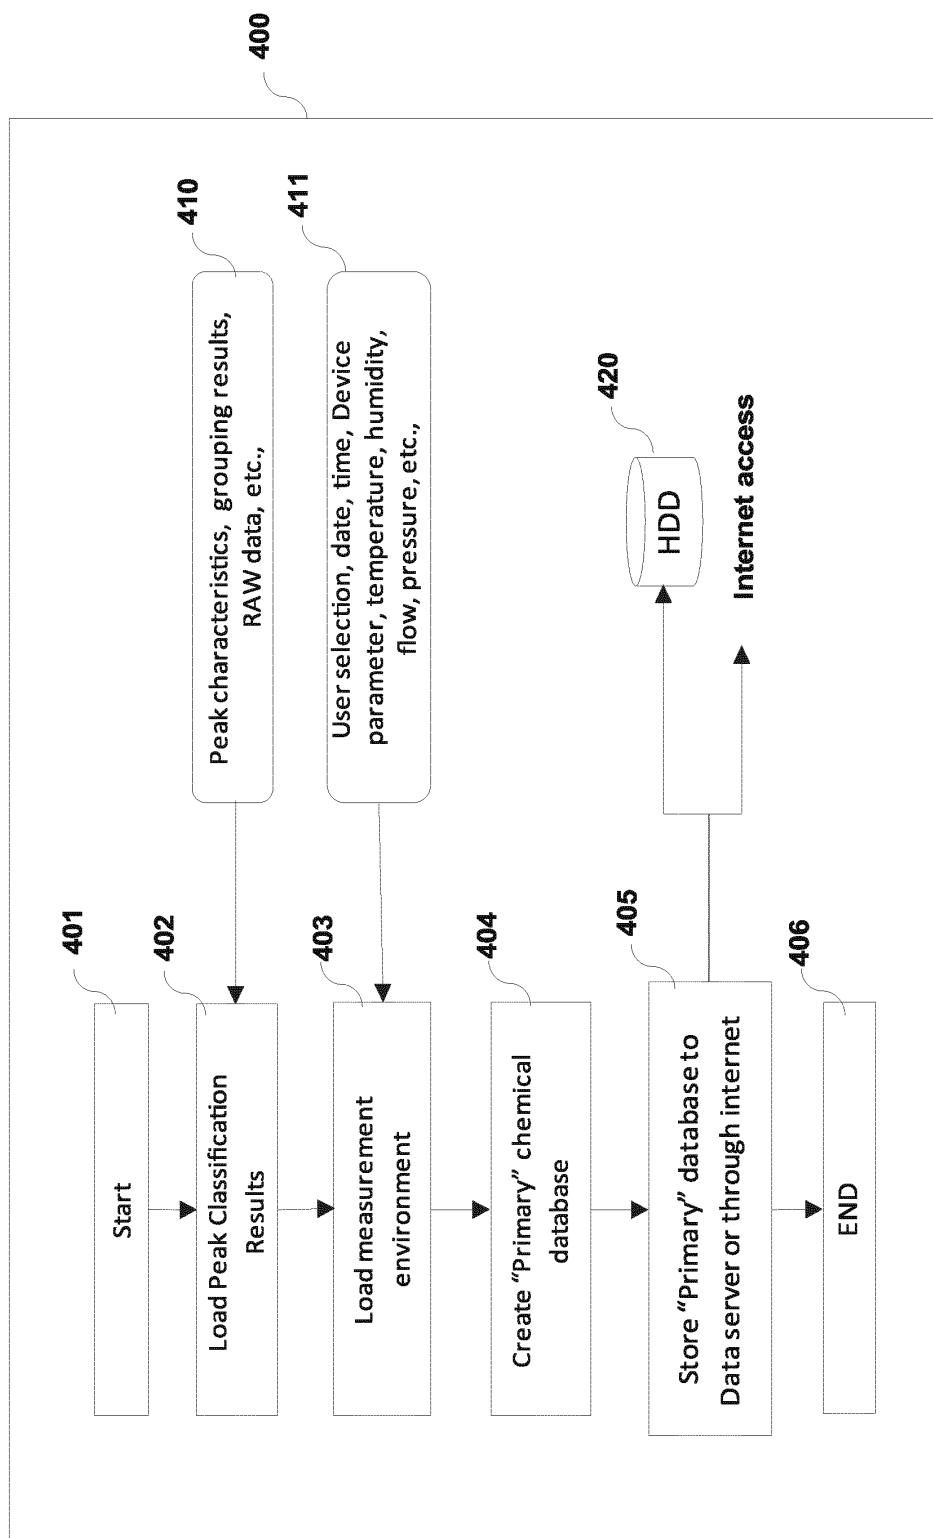 400
401
Start
402
Load Peak Classification
Results
410
Peak characteristics, grouping results,
RAW data, etc.,
403
Load measurement
environment
411
User selection, date, time, Device
parameter, temperature, humidity,
flow, pressure, etc.,
404
Create “Primary” chemical
database
405
Store “Primary” database to
Data server or through internet
420
HDD
Internet access
406
END